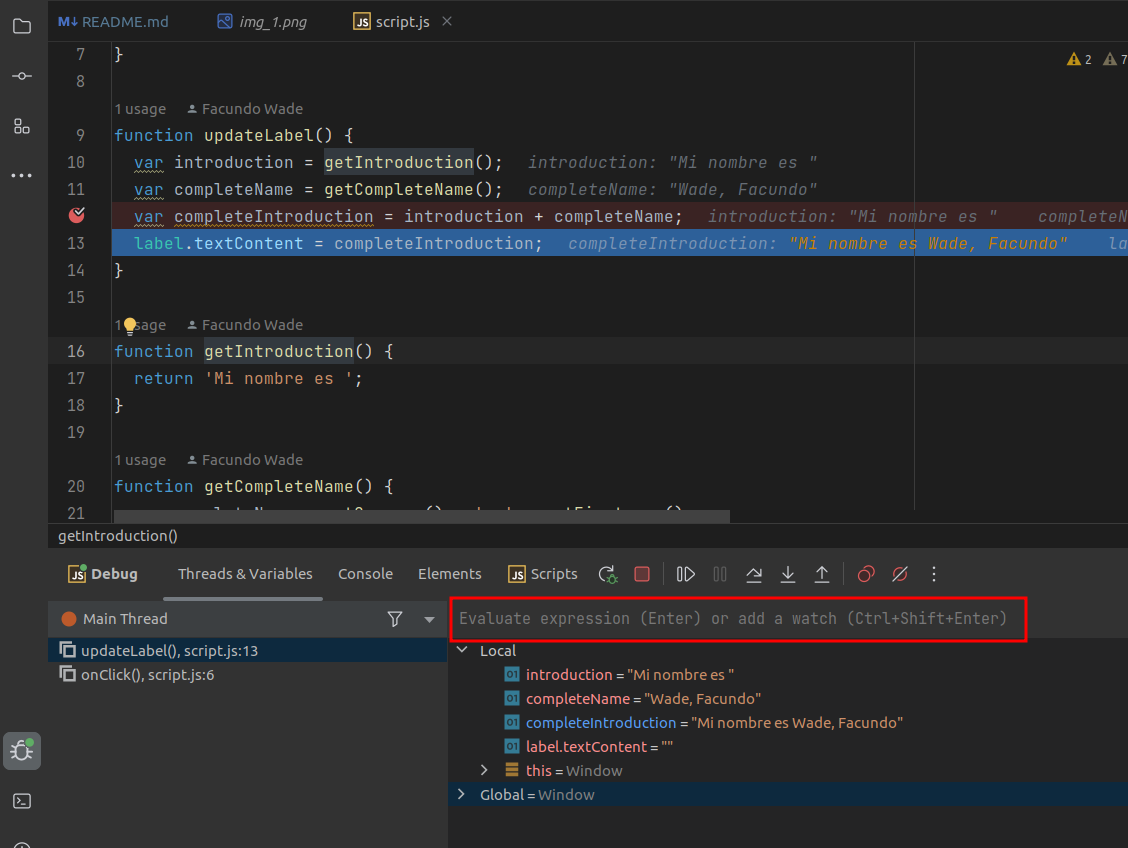 README.md img_1.png JS script.js
7 }
2 7
8
1 usage Facundo Wade
9 function updateLabel() {
10 var introduction = getIntroduction(); introduction: "Mi nombre es "
11 var completeName = getCompleteName(); completeName: "Wade, Facundo"
var completeIntroduction = introduction + completeName; introduction: "Mi nombre es " completeN
13 label.textContent = completeIntroduction; completeIntroduction: "Mi nombre es Wade, Facundo" la
14 }
15
1 usage Facundo Wade
16 function getIntroduction() {
17 return 'Mi nombre es ';
18 }
19
1 usage Facundo Wade
20 function getCompleteName() {
21
getIntroduction()
JS Debug Threads & Variables Console Elements JS Scripts
Main Thread
Evaluate expression (Enter) or add a watch (Ctrl+Shift+Enter)
updateLabel(), script.js:13
onClick(), script.js:6
Local
01 introduction = "Mi nombre es "
01 completeName = "Wade, Facundo"
01 completeIntroduction = "Mi nombre es Wade, Facundo"
01 label.textContent = ""
this = Window
Global = Window